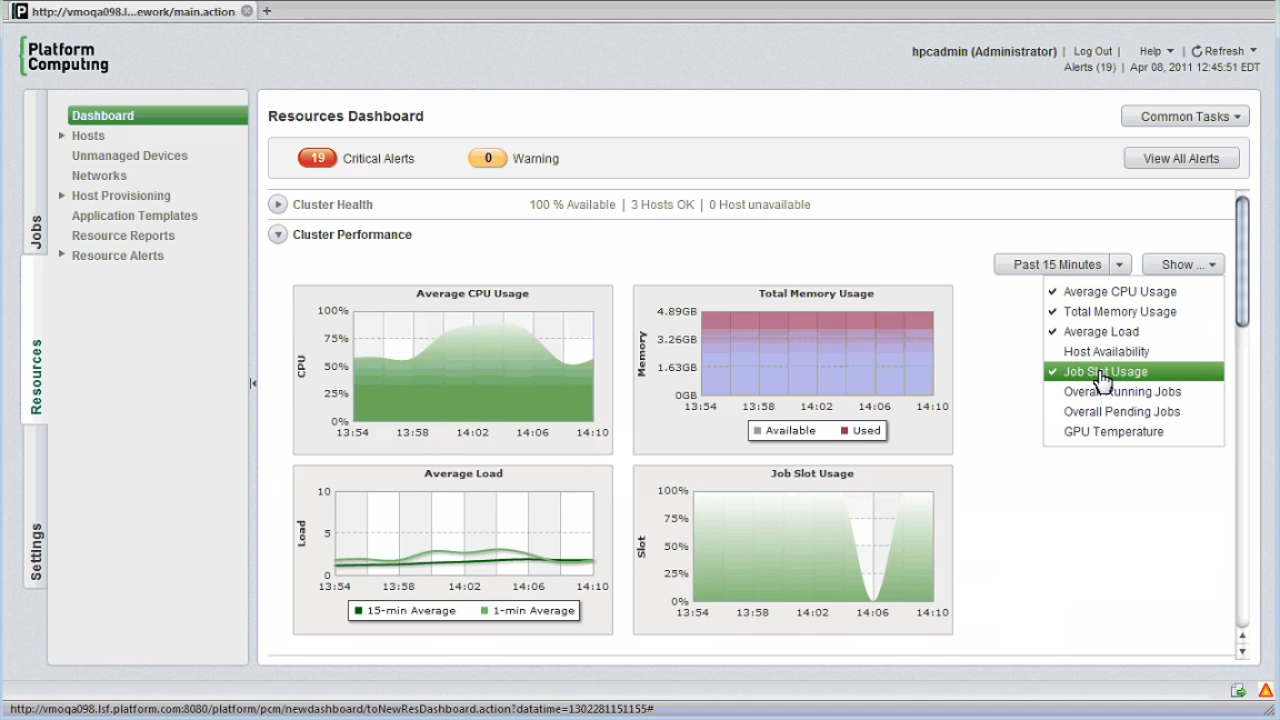 http://vmoqa098.l...ework/main.action
Platform
Computing
hpcadmin (Administrator) | Log Out | Help | Refresh
Alerts (19) | Apr 08, 2011 12:45:51 EDT
Jobs
Resources
Settings
Dashboard
Hosts
Unmanaged Devices
Networks
Host Provisioning
Application Templates
Resource Reports
Resource Alerts
Resources Dashboard
Common Tasks
19 Critical Alerts 0 Warning
View All Alerts
Cluster Health 100 % Available | 3 Hosts OK | 0 Host unavailable
Cluster Performance
Past 15 Minutes Show ...
Average CPU Usage
Total Memory Usage
Average Load
Host Availability
Job Slot Usage
Overall Running Jobs
Overall Pending Jobs
GPU Temperature
Average CPU Usage
100%
75%
50%
25%
0%
CPU
13:54 13:58 14:02 14:06 14:10
Total Memory Usage
4.89GB
3.26GB
1.63GB
0GB
Memory
13:54 13:58 14:02 14:06 14:10
Available Used
Average Load
10
5
0
Load
13:54 13:58 14:02 14:06 14:10
15-min Average 1-min Average
Job Slot Usage
100%
75%
50%
25%
0%
Slot
13:54 13:58 14:02 14:06 14:10
http://vmoqa098.lsf.platform.com:8080/platform/pcm/newdashboard/toNewResDashboard.action?datatime=1302281151155#